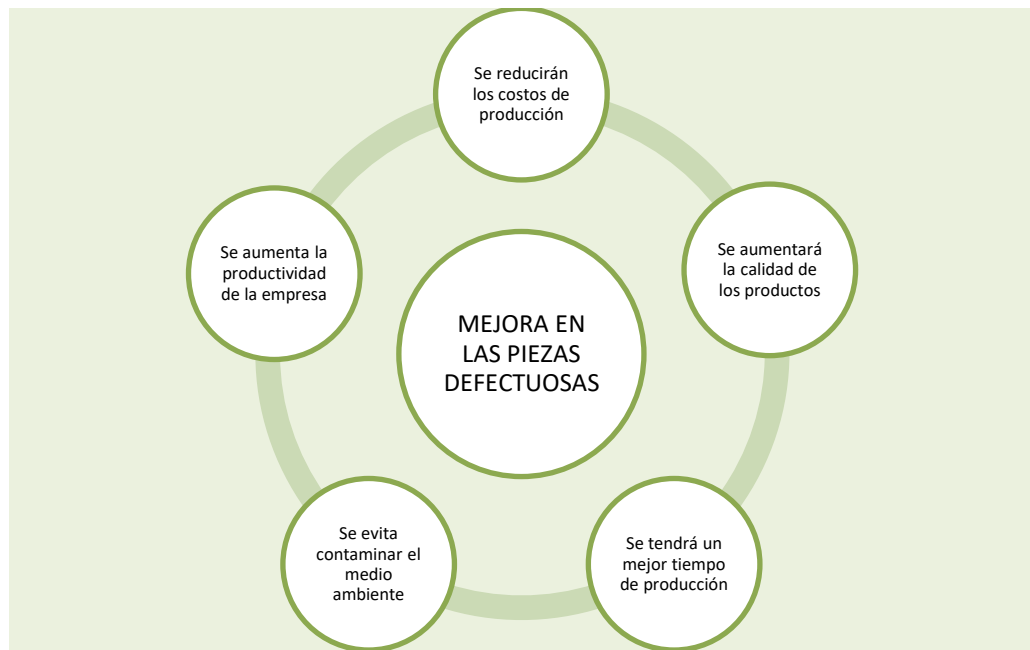 Se reducirán
los costos de
producción
Se aumentará
la calidad de
los productos
Se tendrá un
mejor tiempo
de producción
Se evita
contaminar el
medio
ambiente
Se aumenta la
productividad
de la empresa
MEJORA EN
LAS PIEZAS
DEFECTUOSAS